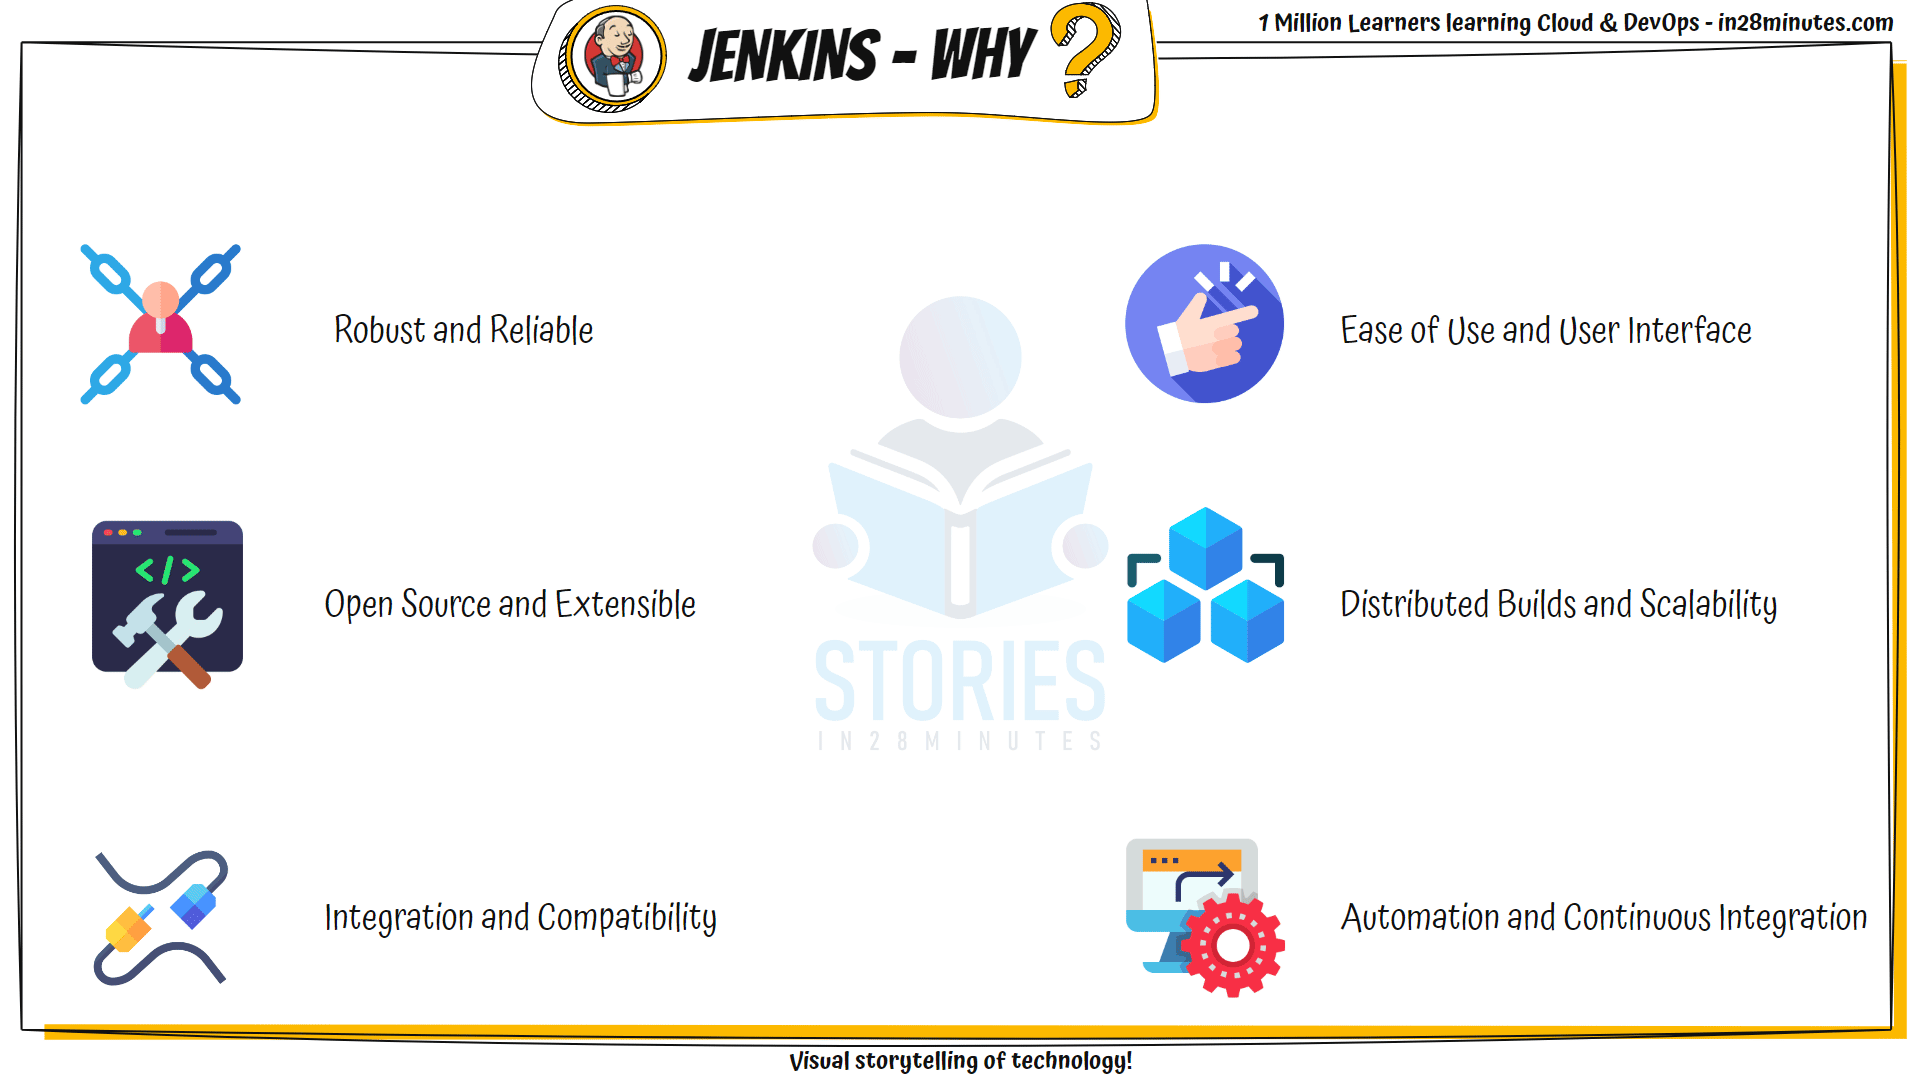 1 Million Learners learning Cloud & DevOps - in28minutes.com
JENKINS - WHY ?
Robust and Reliable
Ease of Use and User Interface
</>
Open Source and Extensible
Distributed Builds and Scalability
STORIES
IN28MINUTES
Integration and Compatibility
Automation and Continuous Integration
Visual storytelling of technology!